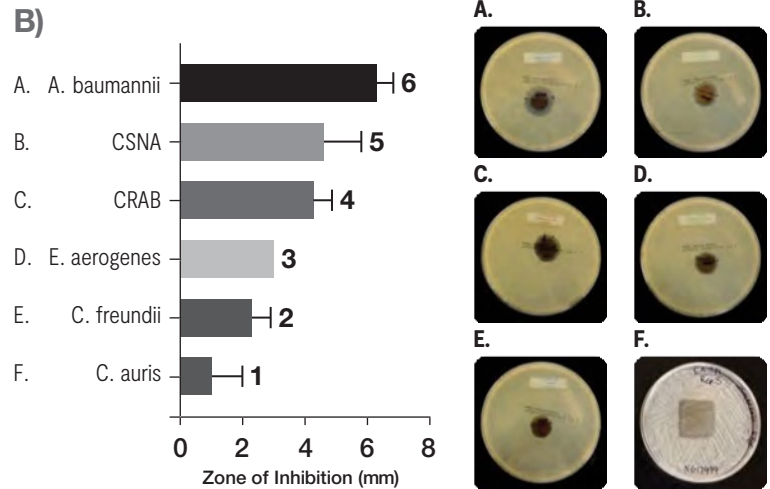 B)
A. A. baumannii 6
B. CSNA 5
C. CRAB 4
D. E. aerogenes 3
E. C. freundii 2
F. C. auris 1
0 2 4 6 8
Zone of Inhibition (mm)
A. B.
C. D.
E. F.